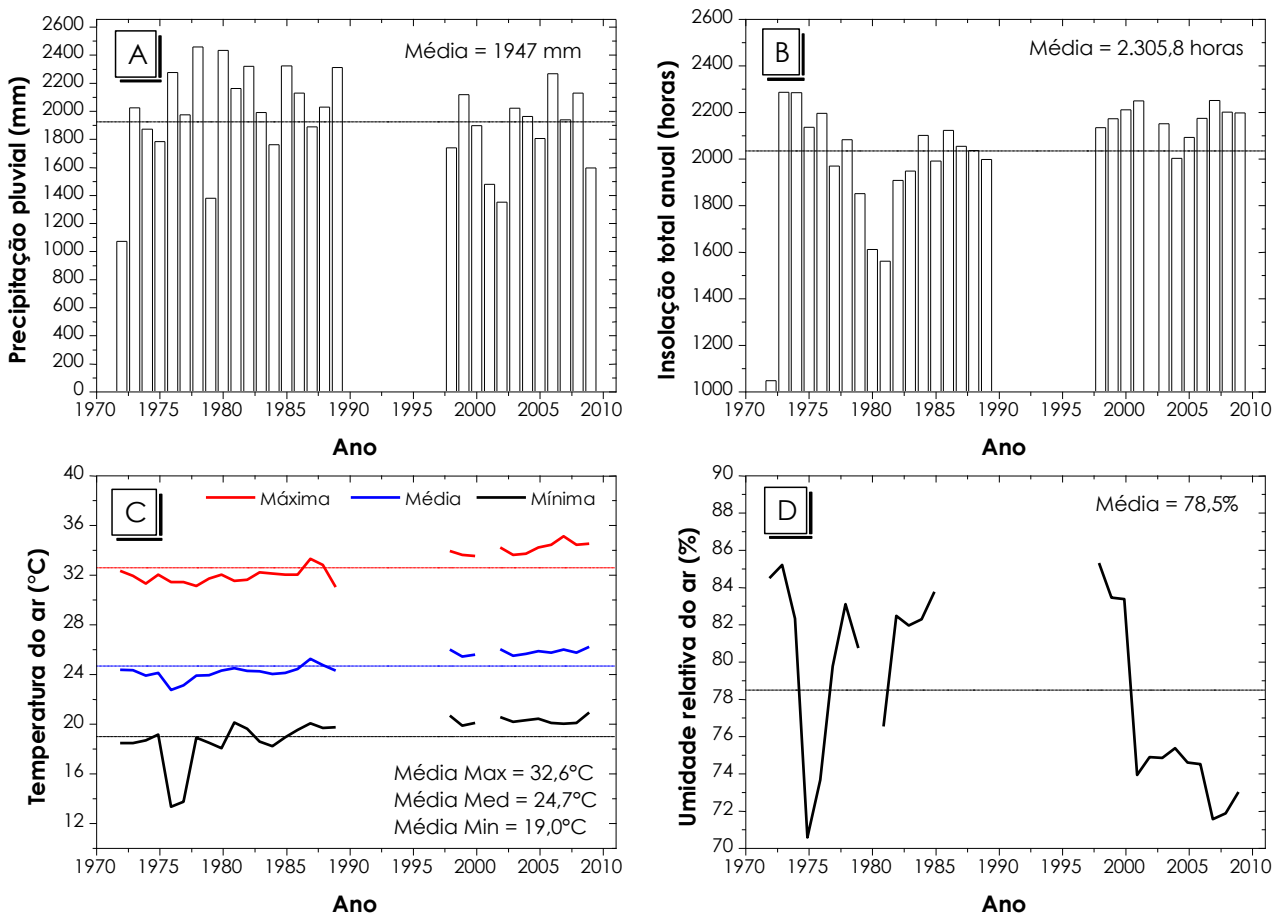 A
Média = 1947 mm
Precipitação pluvial (mm)
2600
2400
2200
2000
1800
1600
1400
1200
1000
800
600
400
200
0
1970 1975 1980 1985 1990 1995 2000 2005 2010
Ano
B
Média = 2.305,8 horas
Insolação total anual (horas)
2600
2400
2200
2000
1800
1600
1400
1200
1000
1970 1975 1980 1985 1990 1995 2000 2005 2010
Ano
C
Máxima Média Mínima
Temperatura do ar (°C)
40
36
32
28
24
20
16
12
Média Max = 32,6°C
Média Med = 24,7°C
Média Min = 19,0°C
1970 1975 1980 1985 1990 1995 2000 2005 2010
Ano
D
Média = 78,5%
Umidade relativa do ar (%)
90
88
86
84
82
80
78
76
74
72
70
1970 1975 1980 1985 1990 1995 2000 2005 2010
Ano